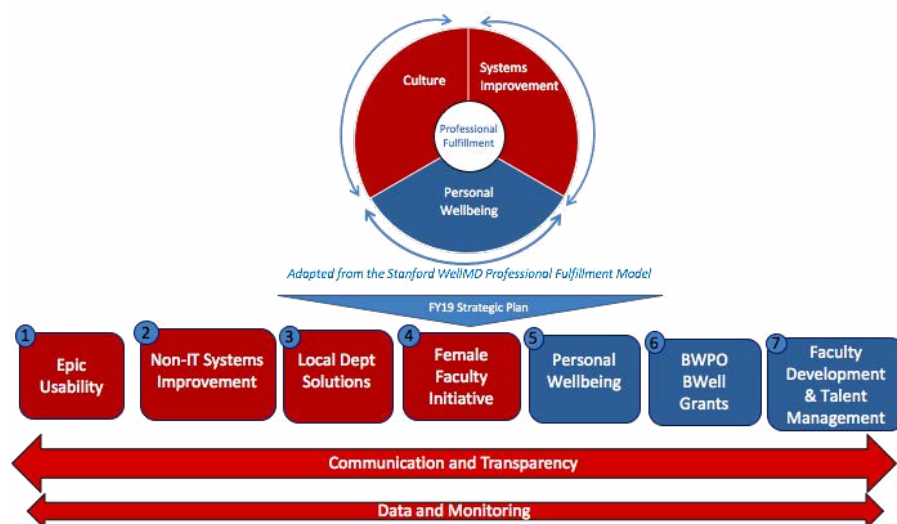 Culture
Systems
Improvement
Professional
Fulfillment
Personal
Wellbeing
Adapted from the Stanford WellMD Professional Fulfillment Model
FY19 Strategic Plan
1
Epic
Usability
2
Non-IT Systems
Improvement
3
Local Dept
Solutions
4
Female
Faculty
Initiative
5
Personal
Wellbeing
6
BWPO
BWell
Grants
7
Faculty
Development
& Talent
Management
Communication and Transparency
Data and Monitoring